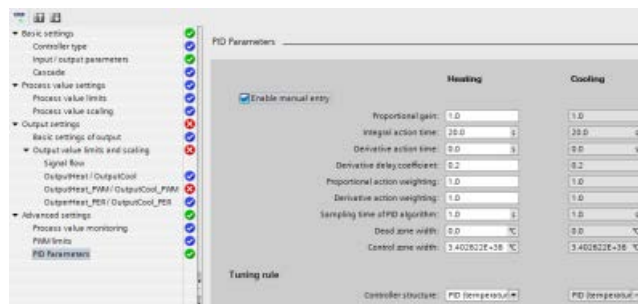 Basic settings
Controller type
Input / output parameters
Cascade
Process value settings
Process value limits
Process value scaling
Output settings
Basic settings of output
Output value limits and scaling
Signal flow
OutputHeat / OutputCool
OutputHeat_PWM / OutputCool_PWM
OutputHeat_PER / OutputCool_PER
Advanced settings
Process value monitoring
PWM limits
PID Parameters
PID Parameters
Heating Cooling
Enable manual entry
Proportional gain: 1.0 1.0
Integral action time: 20.0 s 20.0 s
Derivative action time: 0.0 s 0.0 s
Derivative delay coefficient: 0.2 0.2
Proportional action weighting: 1.0 1.0
Derivative action weighting: 1.0 1.0
Sampling time of PID algorithm: 1.0 s 1.0 s
Dead zone width: 0.0 °C 0.0 °C
Control zone width: 3.402822E+38 °C 3.402822E+38 °C
Tuning rule
Controller structure: PID (temperatur PID (temperatur